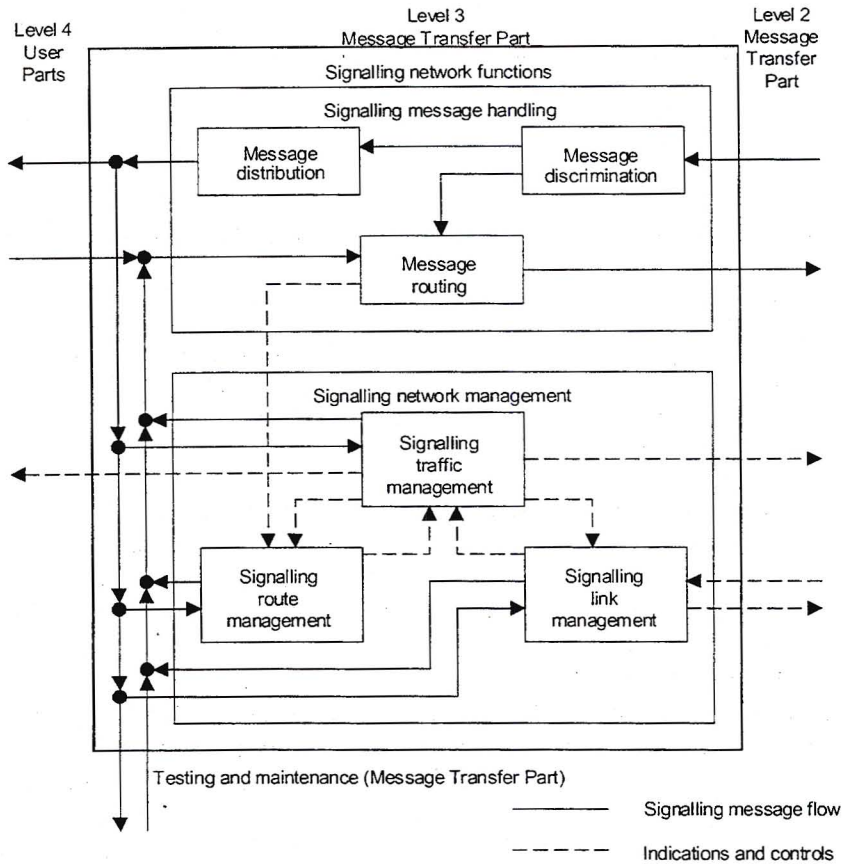 Level 4
User
Parts
Level 3
Message Transfer Part
Level 2
Message
Transfer
Part
Signalling network functions
Signalling message handling
Message
distribution
Message
discrimination
Message
routing
Signalling network management
Signalling
traffic
management
Signalling
route
management
Signalling
link
management
Testing and maintenance (Message Transfer Part)
Signalling message flow
Indications and controls